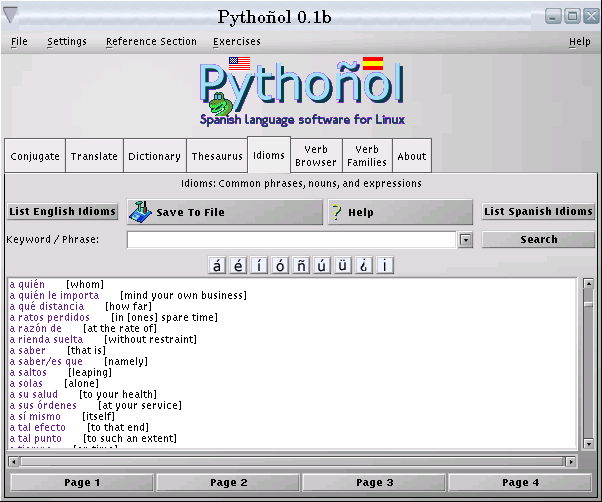 Pythoñol 0.1b
File Settings Reference Section Exercises Help
Pythoñol
Spanish language software for Linux
Conjugate Translate Dictionary Thesaurus Idioms Verb Browser Verb Families About
Idioms: Common phrases, nouns, and expressions
List English Idioms Save To File ? Help List Spanish Idioms
Keyword / Phrase: Search
á é í ó ñ ú ü ¿ ¡
a quién [whom]
a quién le importa [mind your own business]
a qué distancia [how far]
a ratos perdidos [in [ones] spare time]
a razón de [at the rate of]
a rienda suelta [without restraint]
a saber [that is]
a saber/es que [namely]
a saltos [leaping]
a solas [alone]
a su salud [to your health]
a sus órdenes [at your service]
a sí mismo [itself]
a tal efecto [to that end]
a tal punto [to such an extent]
Page 1 Page 2 Page 3 Page 4